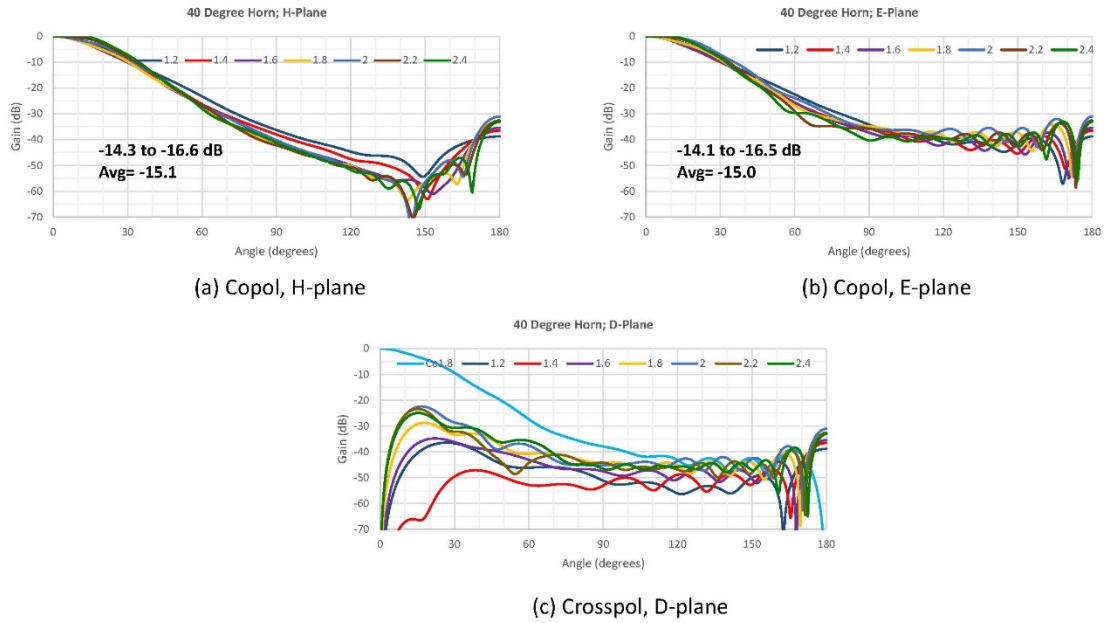 40 Degree Horn; H-Plane
0
-10
-20
-30
-40
-50
-60
-70
Gain (dB)
1.2 1.4 1.6 1.8 2 2.2 2.4
-14.3 to -16.6 dB
Avg= -15.1
0 30 60 90 120 150 180
Angle (degrees)
(a) Copol, H-plane
40 Degree Horn; E-Plane
0
-10
-20
-30
-40
-50
-60
-70
Gain (dB)
1.2 1.4 1.6 1.8 2 2.2 2.4
-14.1 to -16.5 dB
Avg= -15.0
0 30 60 90 120 150 180
Angle (degrees)
(b) Copol, E-plane
40 Degree Horn; D-Plane
0
-10
-20
-30
-40
-50
-60
-70
Gain (dB)
Co1.8 1.2 1.4 1.6 1.8 2 2.2 2.4
0 30 60 90 120 150 180
Angle (degrees)
(c) Crosspol, D-plane